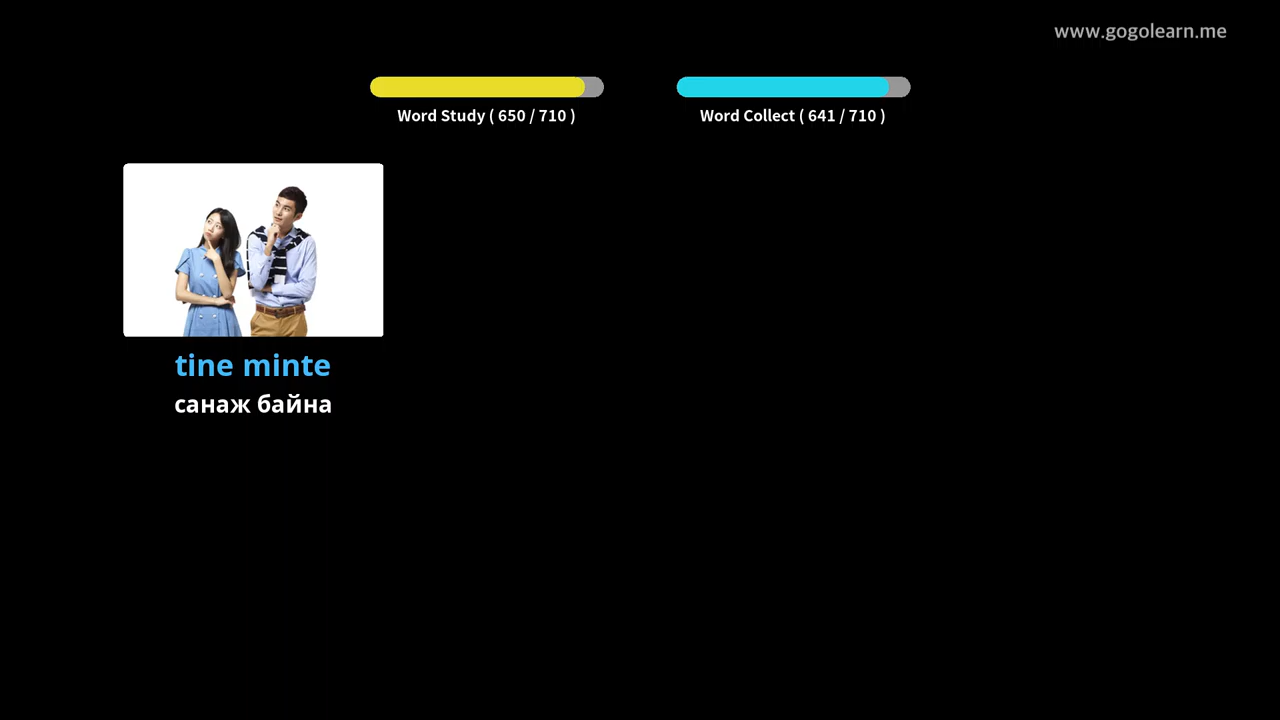 www.gogolearn.me
Word Study ( 650 / 710 )
Word Collect ( 641 / 710 )
tine minte
санаж байна